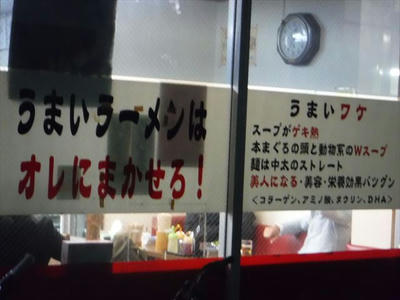 うまいラーメンは
オレにまかせろ！
うまいワケ
スープがゲキ熱
本まぐろの頭と動物系のWスープ
麺は中太のストレート
美人になる・美容・栄養効果バツグン
＜コラーゲン、アミノ酸、タウリン、DHA＞